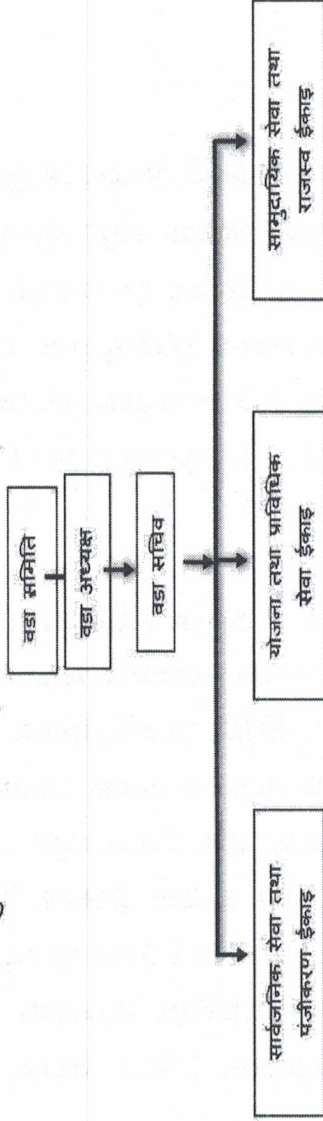 वडा समिति
वडा अध्यक्ष
वडा सचिव
सार्वजनिक सेवा तथा
पंजीकरण ईकाइ
योजना तथा प्राविधिक
सेवा ईकाइ
सामुदायिक सेवा तथा
राजस्व ईकाइ